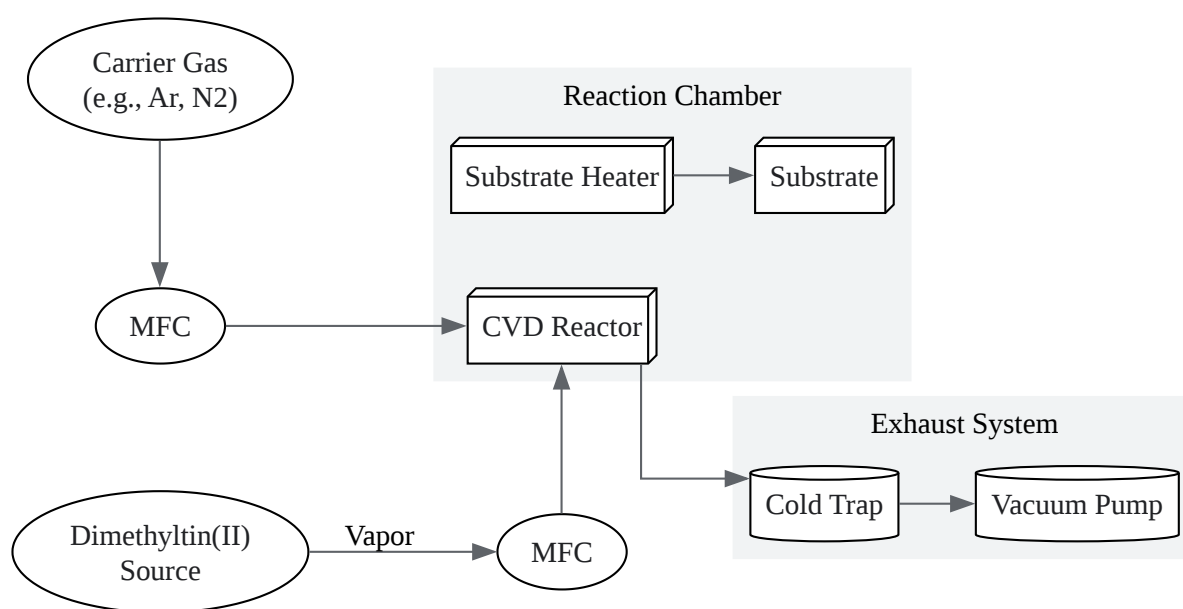 Carrier Gas
(e.g., Ar, N2)
Reaction Chamber
Substrate Heater
Substrate
MFC
CVD Reactor
Exhaust System
Cold Trap
Vacuum Pump
Dimethyltin(II)
Source
Vapor
MFC